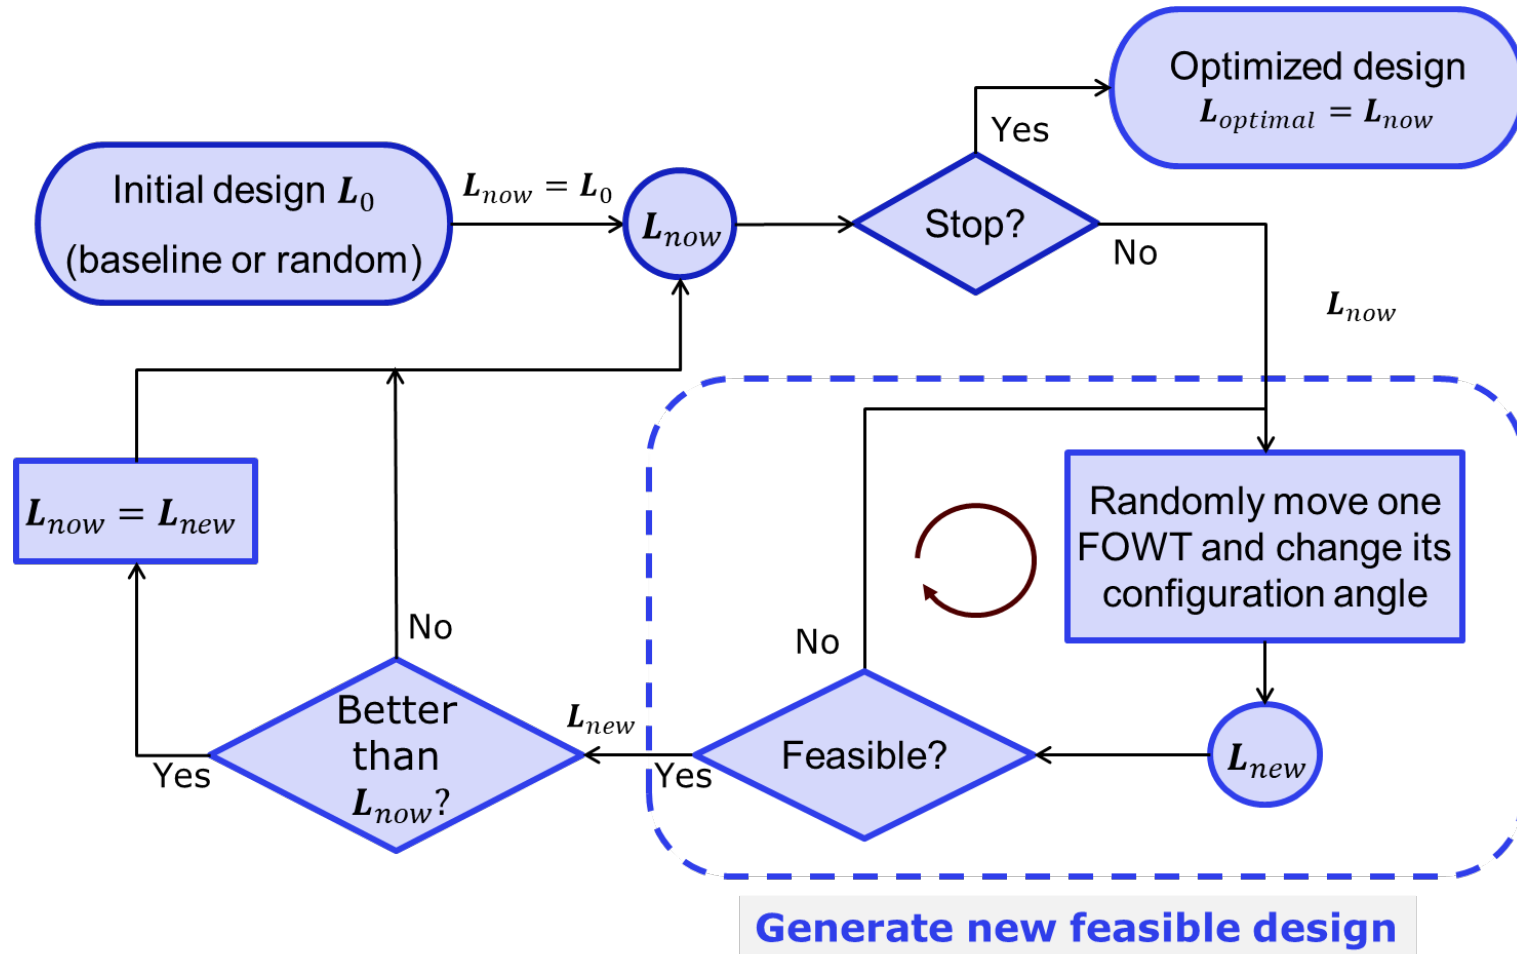 Optimized design
L_optimal = L_now
Yes
Initial design L_0
(baseline or random)
L_now = L_0
L_now
Stop?
No
L_now
L_now = L_new
Randomly move one
FOWT and change its
configuration angle
No
No
Better
than
L_now?
Yes
L_new
Yes
Feasible?
L_new
Generate new feasible design